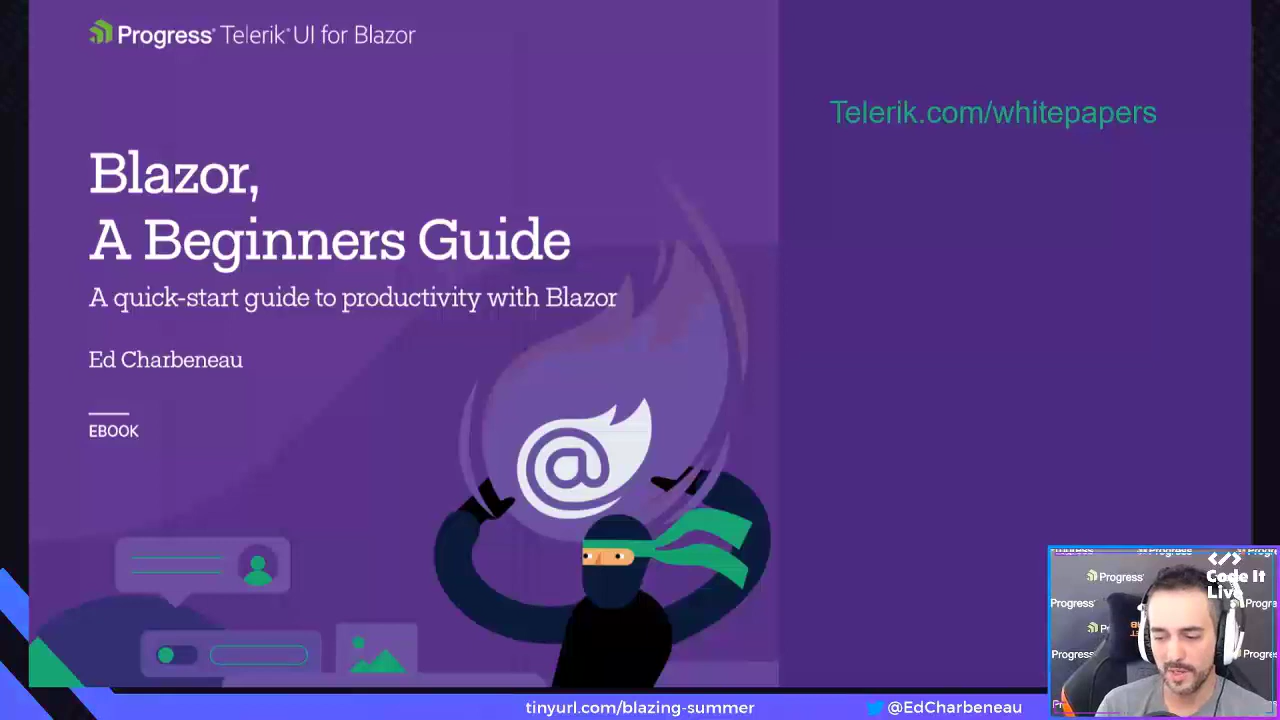 Progress® Telerik® UI for Blazor
Telerik.com/whitepapers
Blazor,
A Beginners Guide
A quick-start guide to productivity with Blazor
Ed Charbeneau
EBOOK
@
</>
Code It
Live
Progress
Progress
Progress
tinyurl.com/blazing-summer
@EdCharbeneau